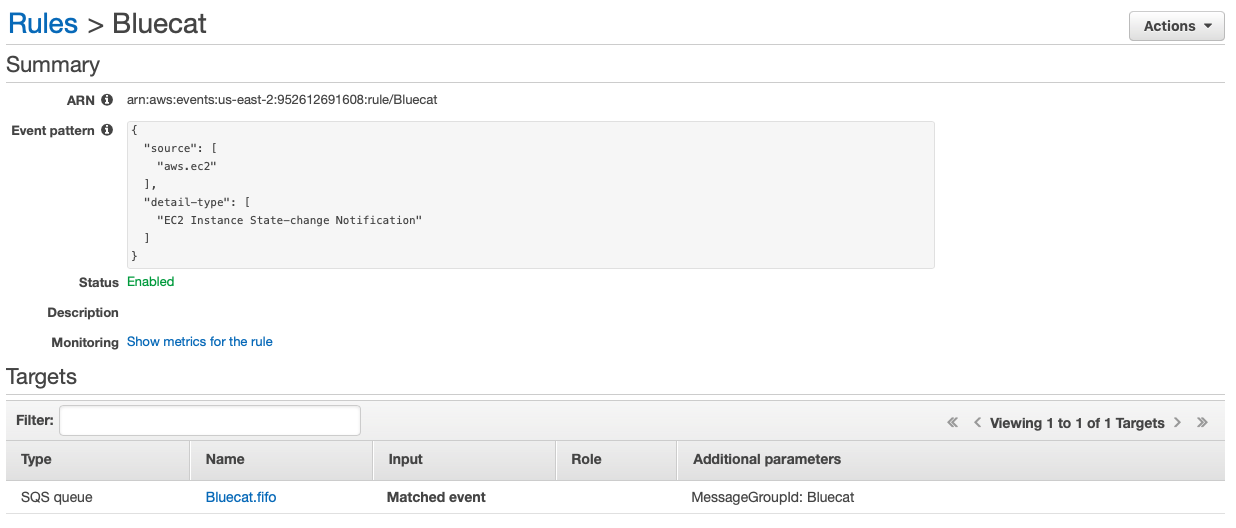 Rules > Bluecat
Actions
Summary
ARN arn:aws:events:us-east-2:952612691608:rule/Bluecat
Event pattern {
"source": [
"aws.ec2"
],
"detail-type": [
"EC2 Instance State-change Notification"
]
}
Status Enabled
Description
Monitoring Show metrics for the rule
Targets
Filter: « < Viewing 1 to 1 of 1 Targets > »
Type Name Input Role Additional parameters
SQS queue Bluecat.fifo Matched event MessageGroupId: Bluecat